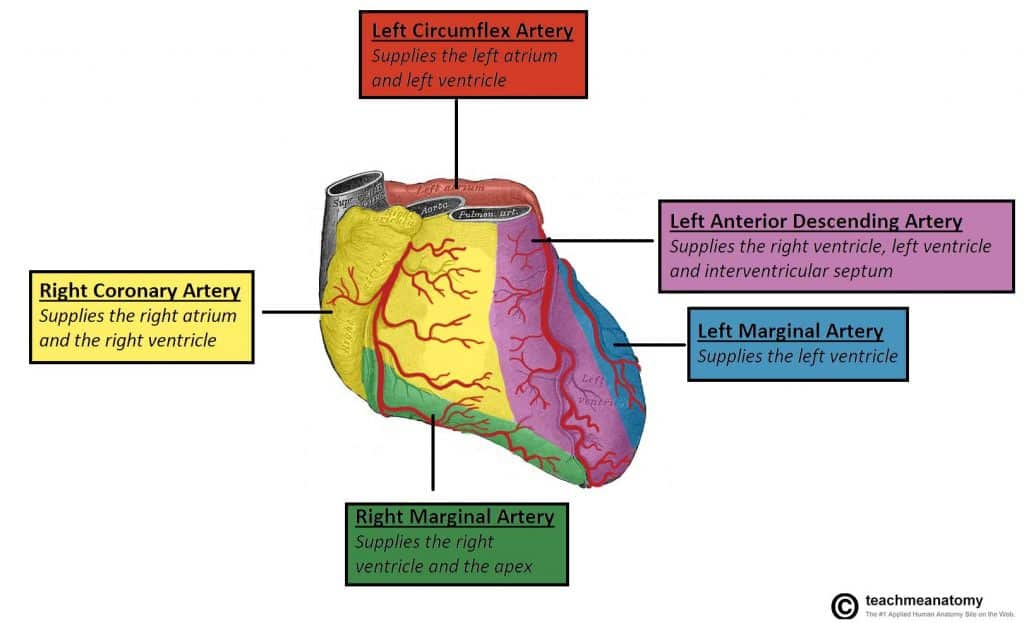 Left Circumflex Artery
Supplies the left atrium
and left ventricle
Left atrium
Aorta
Pulmon. art.
Left Anterior Descending Artery
Supplies the right ventricle, left ventricle
and interventricular septum
Right Coronary Artery
Supplies the right atrium
and the right ventricle
Left Marginal Artery
Supplies the left ventricle
Left
Right Marginal Artery
Supplies the right
ventricle and the apex
© teachmeanatomy
The #1 Applied Human Anatomy Site on the Web.